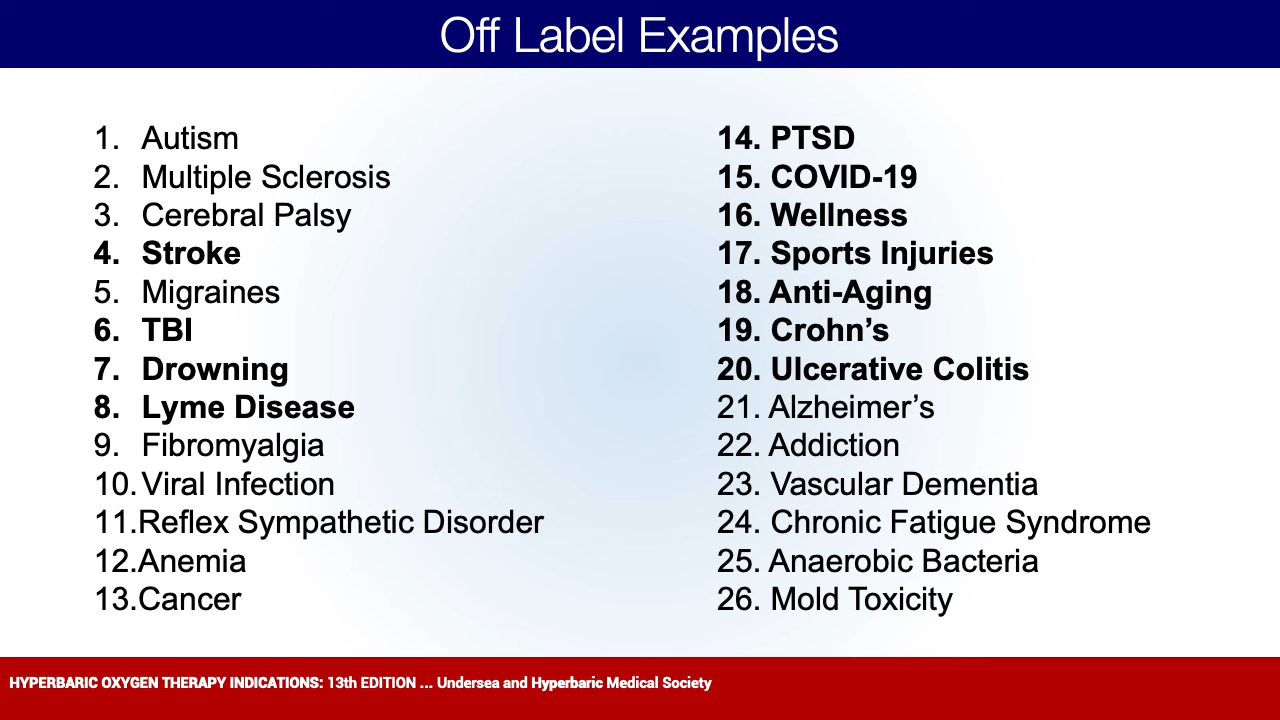 Off Label Examples
1. Autism
2. Multiple Sclerosis
3. Cerebral Palsy
4. Stroke
5. Migraines
6. TBI
7. Drowning
8. Lyme Disease
9. Fibromyalgia
10. Viral Infection
11.Reflex Sympathetic Disorder
12.Anemia
13.Cancer
14. PTSD
15. COVID-19
16. Wellness
17. Sports Injuries
18. Anti-Aging
19. Crohn’s
20. Ulcerative Colitis
21. Alzheimer’s
22. Addiction
23. Vascular Dementia
24. Chronic Fatigue Syndrome
25. Anaerobic Bacteria
26. Mold Toxicity
HYPERBARIC OXYGEN THERAPY INDICATIONS: 13th EDITION ... Undersea and Hyperbaric Medical Society